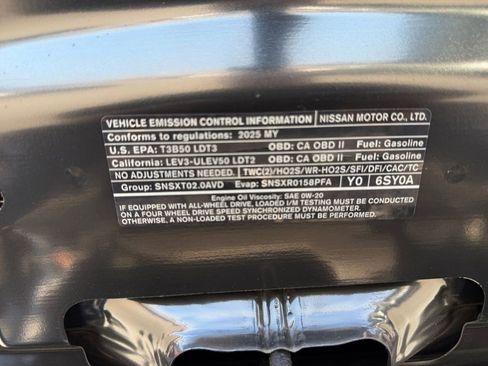 VEHICLE EMISSION CONTROL INFORMATION NISSAN MOTOR CO., LTD.
Conforms to regulations: 2025 MY
U.S. EPA: T3B50 LDT3 OBD: CA OBD II Fuel: Gasoline
California: LEV3-ULEV50 LDT2 OBD: CA OBD II Fuel: Gasoline
NO ADJUSTMENTS NEEDED. TWC(2)/HO2S/WR-HO2S/SFI/DFI/CAC/TC
Group: SNSXT02.0AVD Evap: SNSXR0158PFA Y0 6SY0A
Engine Oil Viscosity: SAE 0W-20
IF EQUIPPED WITH ALL-WHEEL DRIVE, LOADED I/M TESTING MUST BE CONDUCTED
ON A FOUR WHEEL DRIVE SPEED SYNCHRONIZED DYNAMOMETER.
OTHERWISE, A NON-LOADED TEST PROCEDURE MUST BE CONDUCTED.